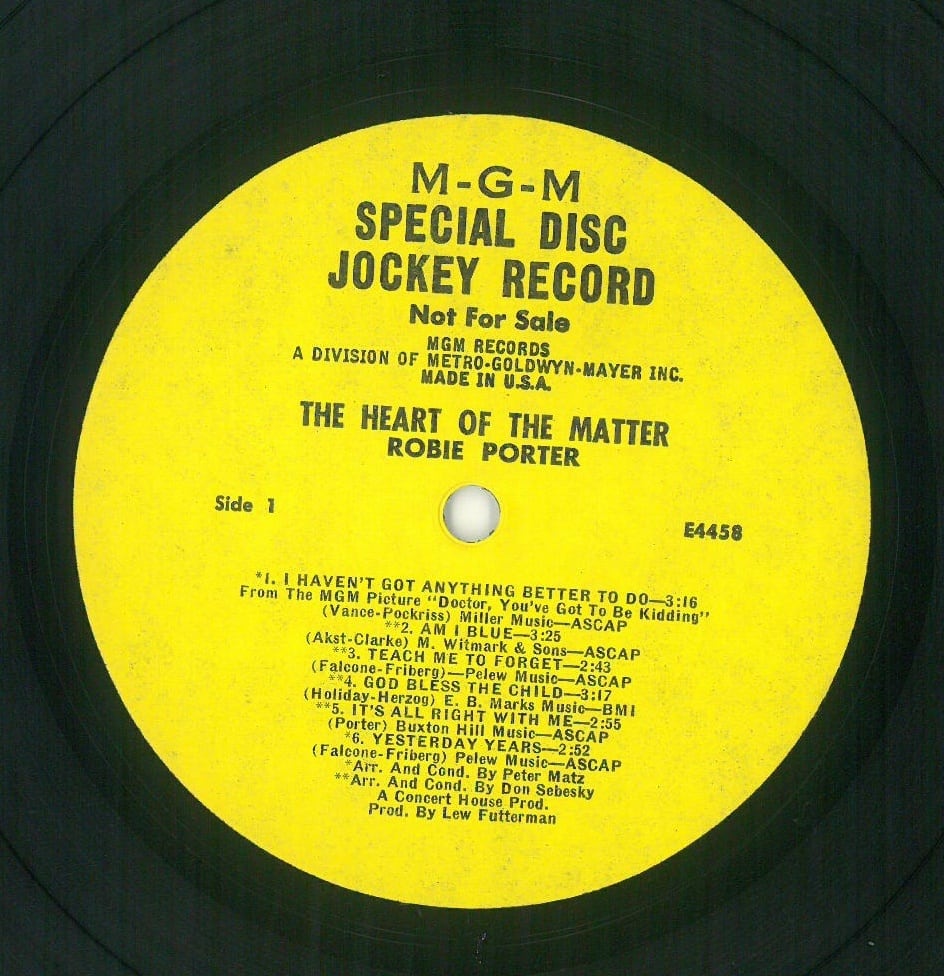 M-G-M
SPECIAL DISC
JOCKEY RECORD
Not For Sale
MGM RECORDS
A DIVISION OF METRO-GOLDWYN-MAYER INC.
MADE IN U.S.A.
THE HEART OF THE MATTER
ROBIE PORTER
Side 1
E4458
*1. I HAVEN'T GOT ANYTHING BETTER TO DO—3:16
From The MGM Picture "Doctor, You've Got To Be Kidding"
(Vance-Pockriss) Miller Music—ASCAP
**2. AM I BLUE—3:25
(Akst-Clarke) M. Witmark & Sons—ASCAP
**3. TEACH ME TO FORGET—2:43
(Falcone-Friberg)—Pelew Music—ASCAP
**4. GOD BLESS THE CHILD—3:17
(Holiday-Herzog) E. B. Marks Music—BMI
**5. IT'S ALL RIGHT WITH ME—2:55
(Porter) Buxton Hill Music—ASCAP
*6. YESTERDAY YEARS—2:52
(Falcone-Friberg) Pelew Music—ASCAP
*Arr. And Cond. By Peter Matz
**Arr. And Cond. By Don Sebesky
A Concert House Prod.
Prod. By Lew Futterman